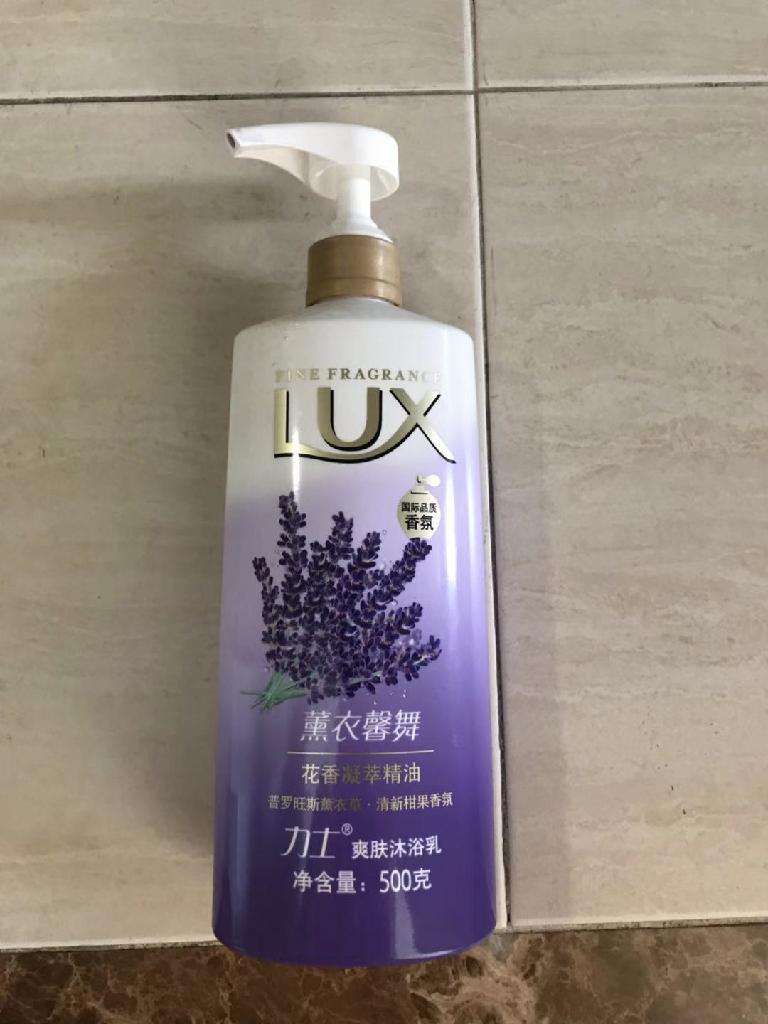 FINE FRAGRANCE
LUX
国际品质
香氛
薰衣馨舞
花香凝萃精油
普罗旺斯薰衣草·清新柑果香氛
力士® 爽肤沐浴乳
净含量：500克